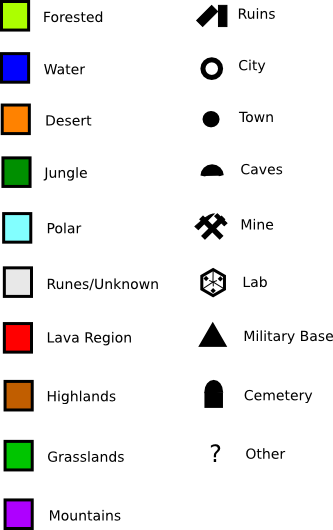 Forested
Water
Desert
Jungle
Polar
Runes/Unknown
Lava Region
Highlands
Grasslands
Mountains
Ruins
City
Town
Caves
Mine
Lab
Military Base
Cemetery
? Other